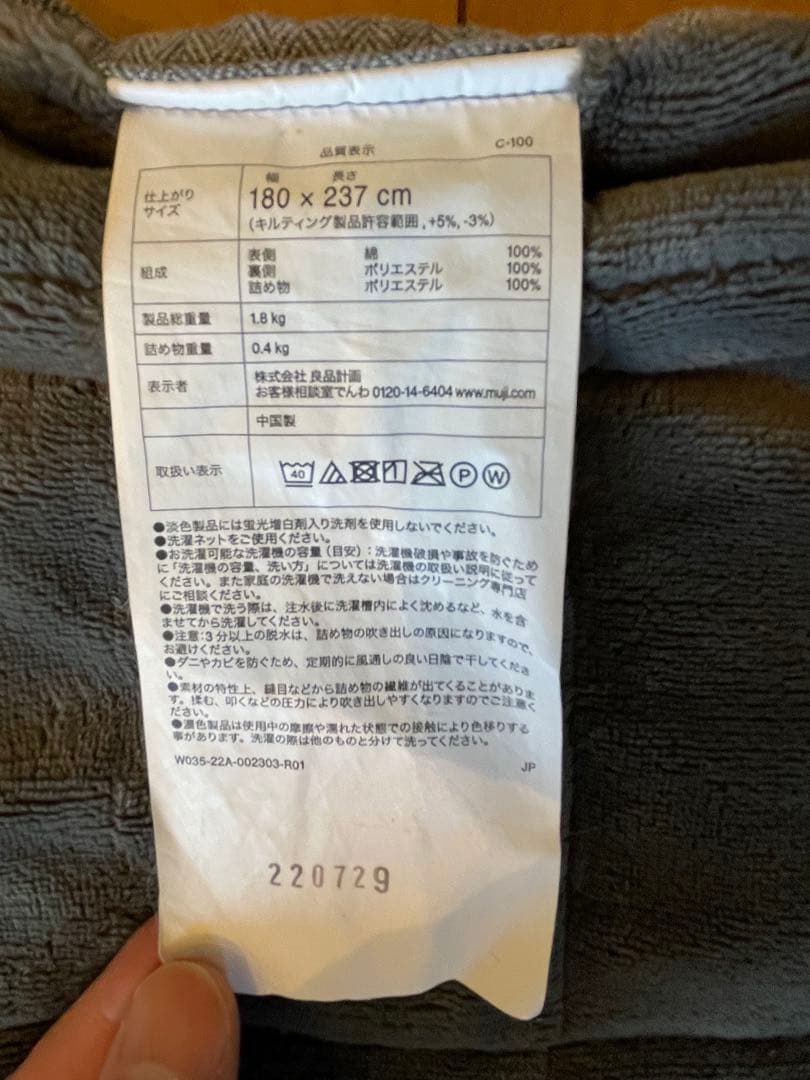 品質表示 C-100
幅 長さ
仕上がり
サイズ
180 × 237 cm
(キルティング製品許容範囲, +5%, -3%)
組成
表側 綿 100%
裏側 ポリエステル 100%
詰め物 ポリエステル 100%
製品総重量 1.8 kg
詰め物重量 0.4 kg
表示者
株式会社 良品計画
お客様相談室でんわ 0120-14-6404 www.muji.com
中国製
取扱い表示 40 P W
●淡色製品には蛍光増白剤入り洗剤を使用しないでください。
●洗濯ネットをご使用ください。
●お洗濯可能な洗濯機の容量(目安):洗濯機破損や事故を防ぐため
に「洗濯機の容量、洗い方」については洗濯機の取扱い説明に従って
ください。また家庭の洗濯機で洗えない場合はクリーニング専門店
にご相談ください。
●洗濯機で洗う際は、注水後に洗濯槽内によく沈めるなど、水を含
ませてから洗濯してください。
●注意:3分以上の脱水は、詰め物の吹き出しの原因になりますので、
お避けください。
●ダニやカビを防ぐため、定期的に風通しの良い日陰で干してくださ
い。
●素材の特性上、縫目などから詰め物の繊維が出てくることがありま
す。揉む、叩くなどの圧力により吹き出しやすくなりますのでご注意く
ださい。
●濃色製品は使用中の摩擦や濡れた状態での接触により色移りする
事があります。洗濯の際は他のものと分けて洗ってください。
W035-22A-002303-R01 JP
220729